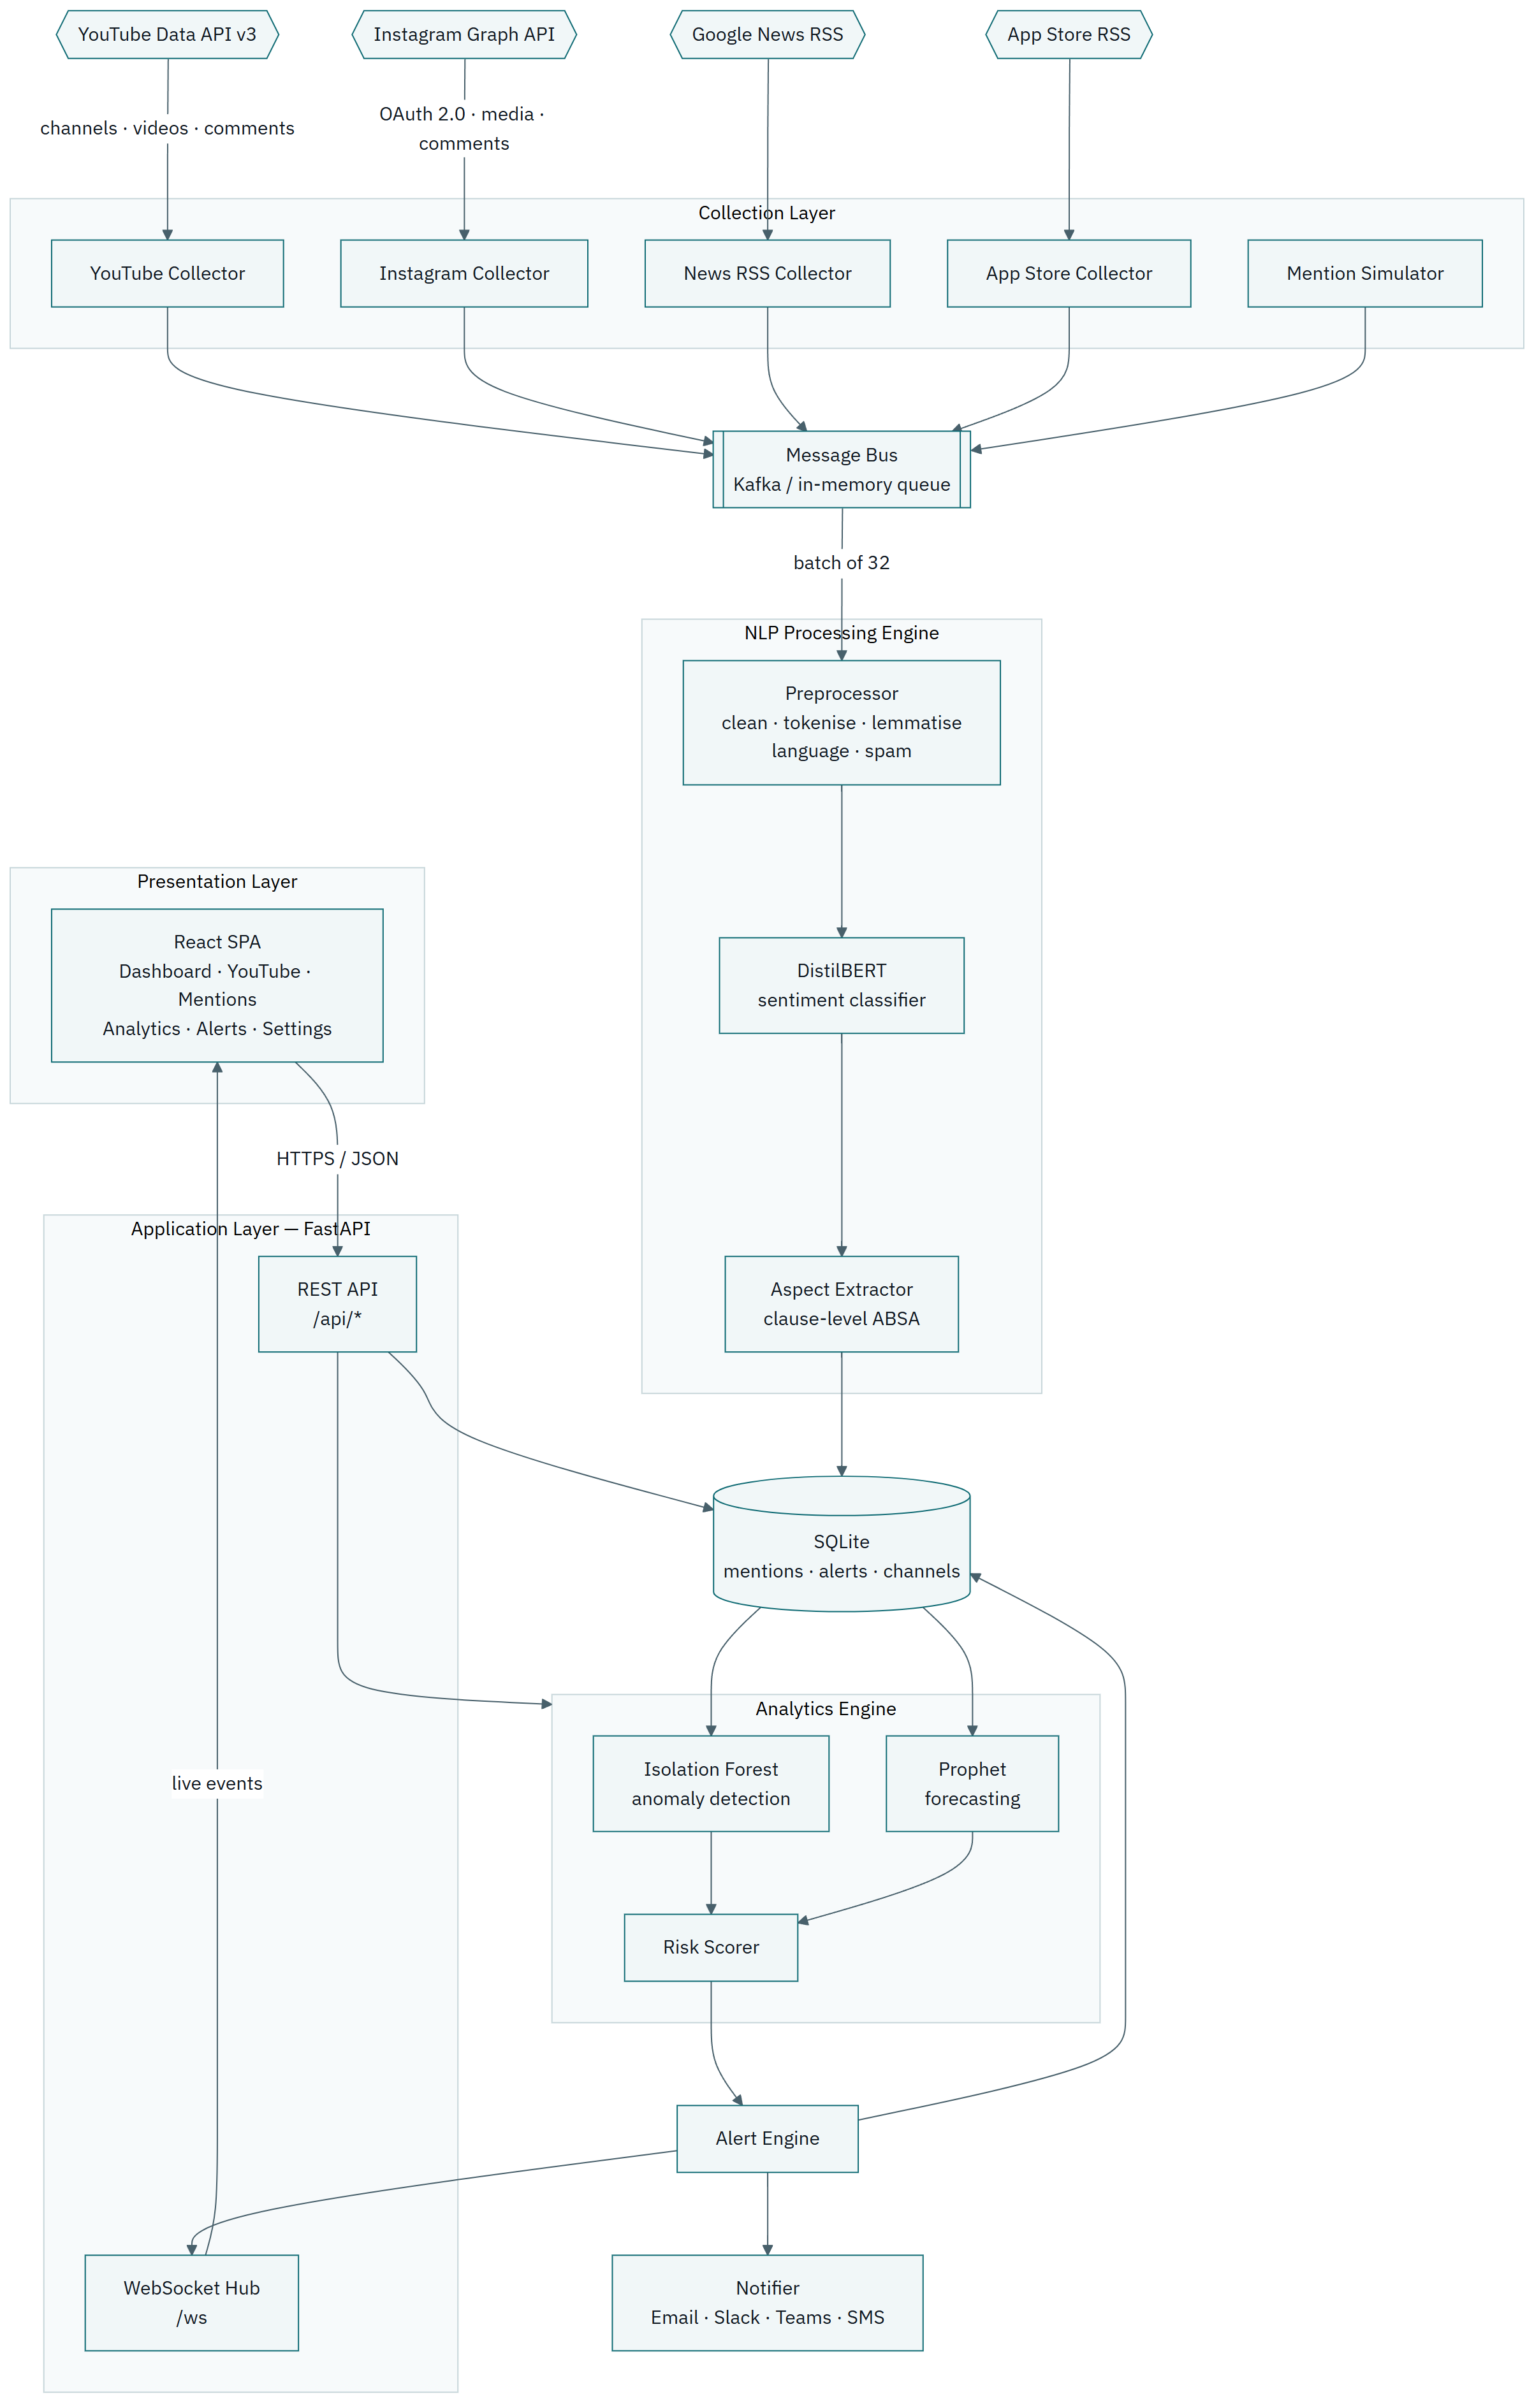 YouTube Data API v3
Instagram Graph API
Google News RSS
App Store RSS
channels · videos · comments
OAuth 2.0 · media ·
comments
Collection Layer
YouTube Collector
Instagram Collector
News RSS Collector
App Store Collector
Mention Simulator
Message Bus
Kafka / in-memory queue
batch of 32
NLP Processing Engine
Preprocessor
clean · tokenise · lemmatise
language · spam
Presentation Layer
React SPA
Dashboard · YouTube ·
Mentions
Analytics · Alerts · Settings
DistilBERT
sentiment classifier
HTTPS / JSON
Application Layer — FastAPI
REST API
/api/*
Aspect Extractor
clause-level ABSA
SQLite
mentions · alerts · channels
Analytics Engine
Isolation Forest
anomaly detection
Prophet
forecasting
live events
Risk Scorer
Alert Engine
WebSocket Hub
/ws
Notifier
Email · Slack · Teams · SMS